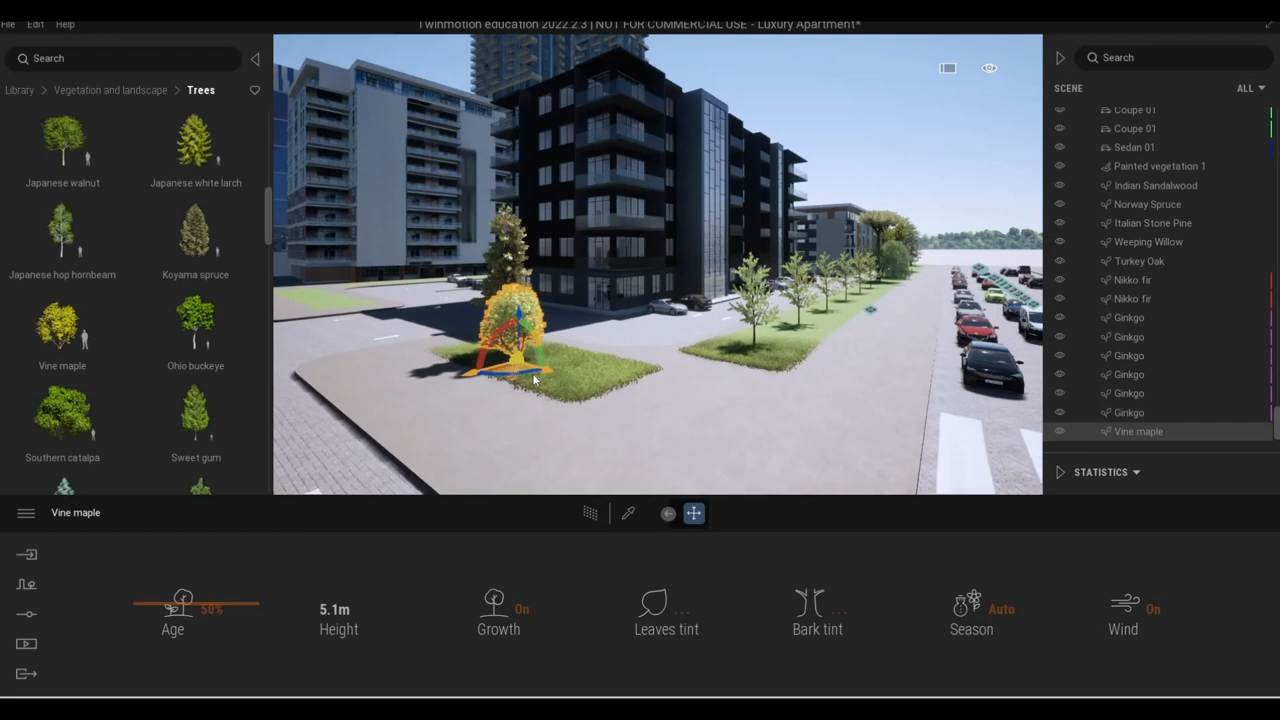 File Edit Help
Twinmotion education 2022.2.3 | NOT FOR COMMERCIAL USE - Luxury Apartment*
Search
Library > Vegetation and landscape > Trees
Japanese walnut
Japanese white larch
Japanese hop hornbeam
Koyama spruce
Vine maple
Ohio buckeye
Southern catalpa
Sweet gum
Search
SCENE
ALL
Coupe 01
Coupe 01
Sedan 01
Painted vegetation 1
Indian Sandalwood
Norway Spruce
Italian Stone Pine
Weeping Willow
Turkey Oak
Nikko fir
Nikko fir
Ginkgo
Ginkgo
Ginkgo
Ginkgo
Ginkgo
Ginkgo
Vine maple
STATISTICS
Vine maple
50%
Age
5.1m
Height
On
Growth
...
Leaves tint
...
Bark tint
Auto
Season
On
Wind